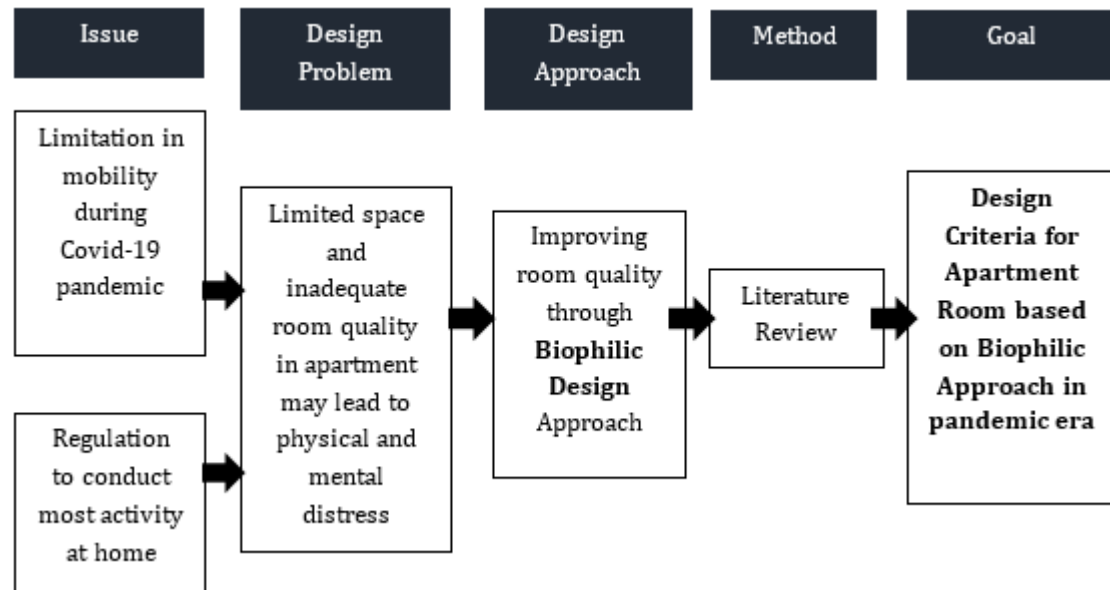 Issue
Design
Problem
Design
Approach
Method
Goal
Limitation in
mobility
during
Covid-19
pandemic
Regulation
to conduct
most activity
at home
Limited space
and
inadequate
room quality
in apartment
may lead to
physical and
mental
distress
Improving
room quality
through
Biophilic
Design
Approach
Literature
Review
Design
Criteria for
Apartment
Room based
on Biophilic
Approach in
pandemic era